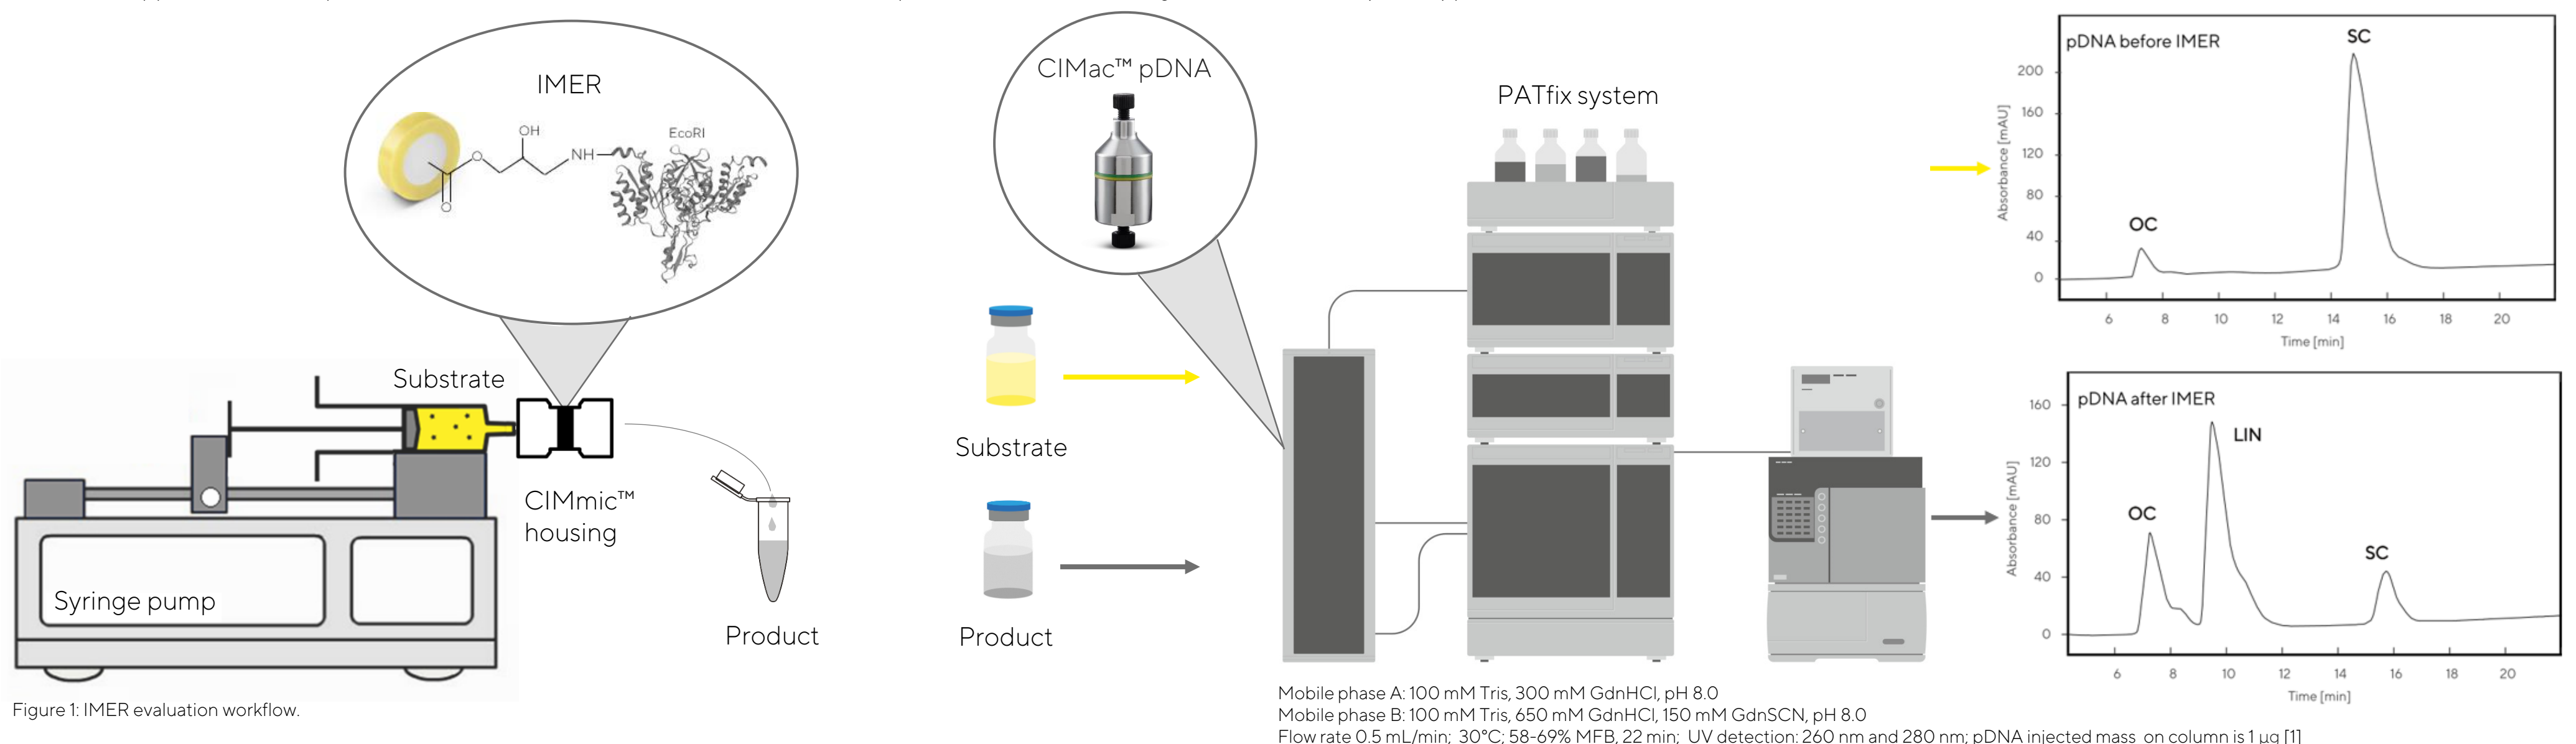 IMER
OH
O
NH
O
EcoRI
Substrate
CIMmic™
housing
Syringe pump
Product
Figure 1: IMER evaluation workflow.
CIMac™ pDNA
Substrate
Product
PATfix system
pDNA before IMER
SC
OC
Absorbance [mAU]
200
160
120
80
40
0
6 8 10 12 14 16 18 20
Time [min]
pDNA after IMER
LIN
OC
SC
Absorbance [mAU]
160
120
80
40
0
6 8 10 12 14 16 18 20
Time [min]
Mobile phase A: 100 mM Tris, 300 mM GdnHCl, pH 8.0
Mobile phase B: 100 mM Tris, 650 mM GdnHCl, 150 mM GdnSCN, pH 8.0
Flow rate 0.5 mL/min; 30°C; 58-69% MFB, 22 min; UV detection: 260 nm and 280 nm; pDNA injected mass on column is 1 µg [1]